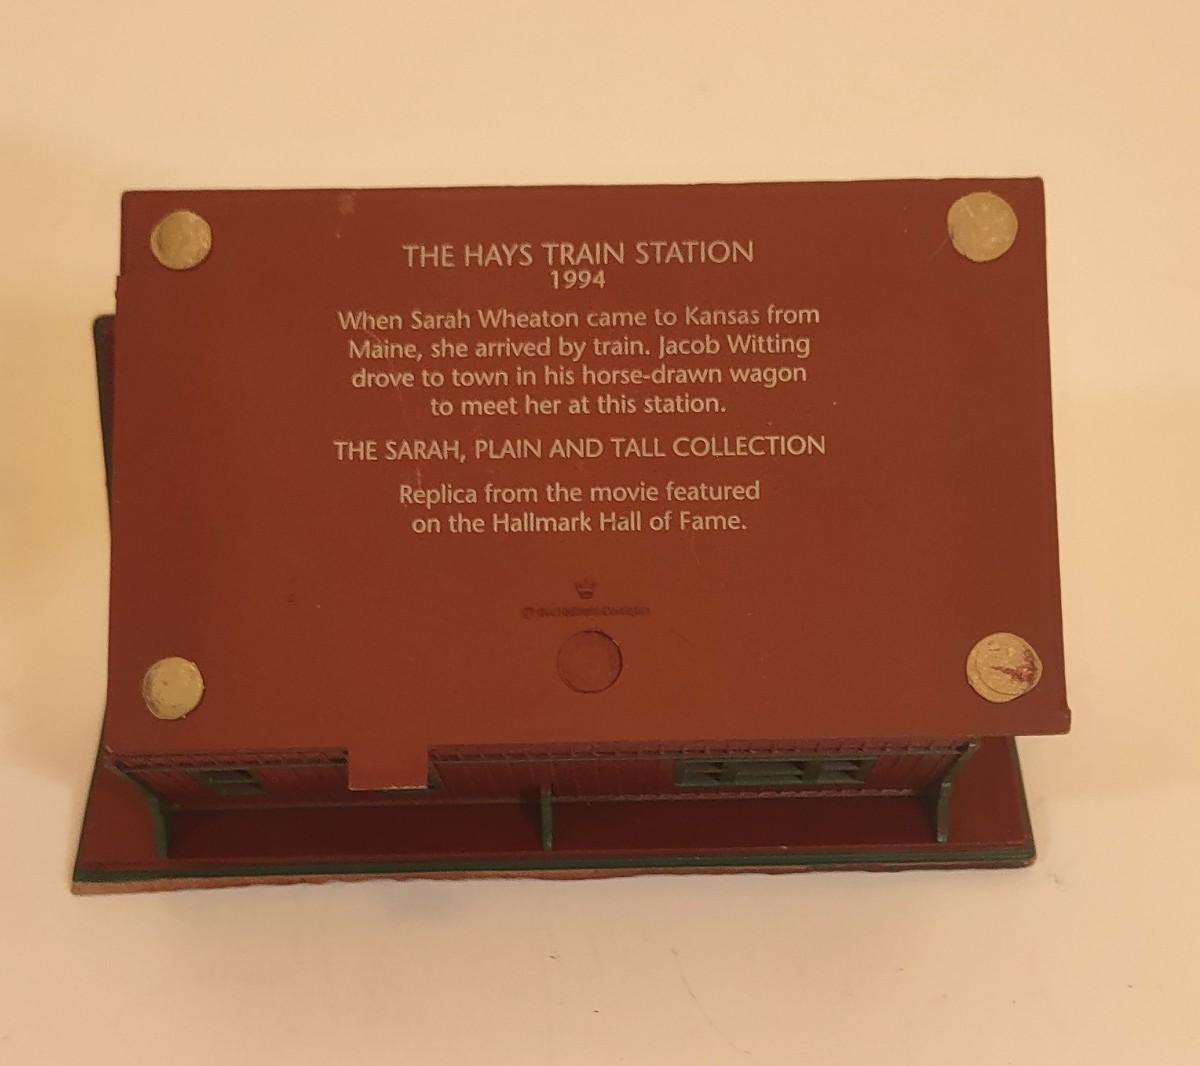 THE HAYS TRAIN STATION
1994
When Sarah Wheaton came to Kansas from
Maine, she arrived by train. Jacob Witting
drove to town in his horse-drawn wagon
to meet her at this station.
THE SARAH, PLAIN AND TALL COLLECTION
Replica from the movie featured
on the Hallmark Hall of Fame.